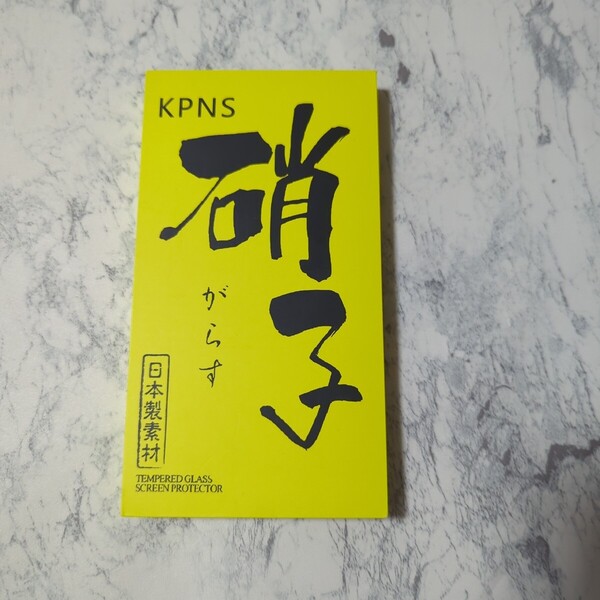 KPNS
硝子
がらす
日本製素材
TEMPERED GLASS
SCREEN PROTECTOR